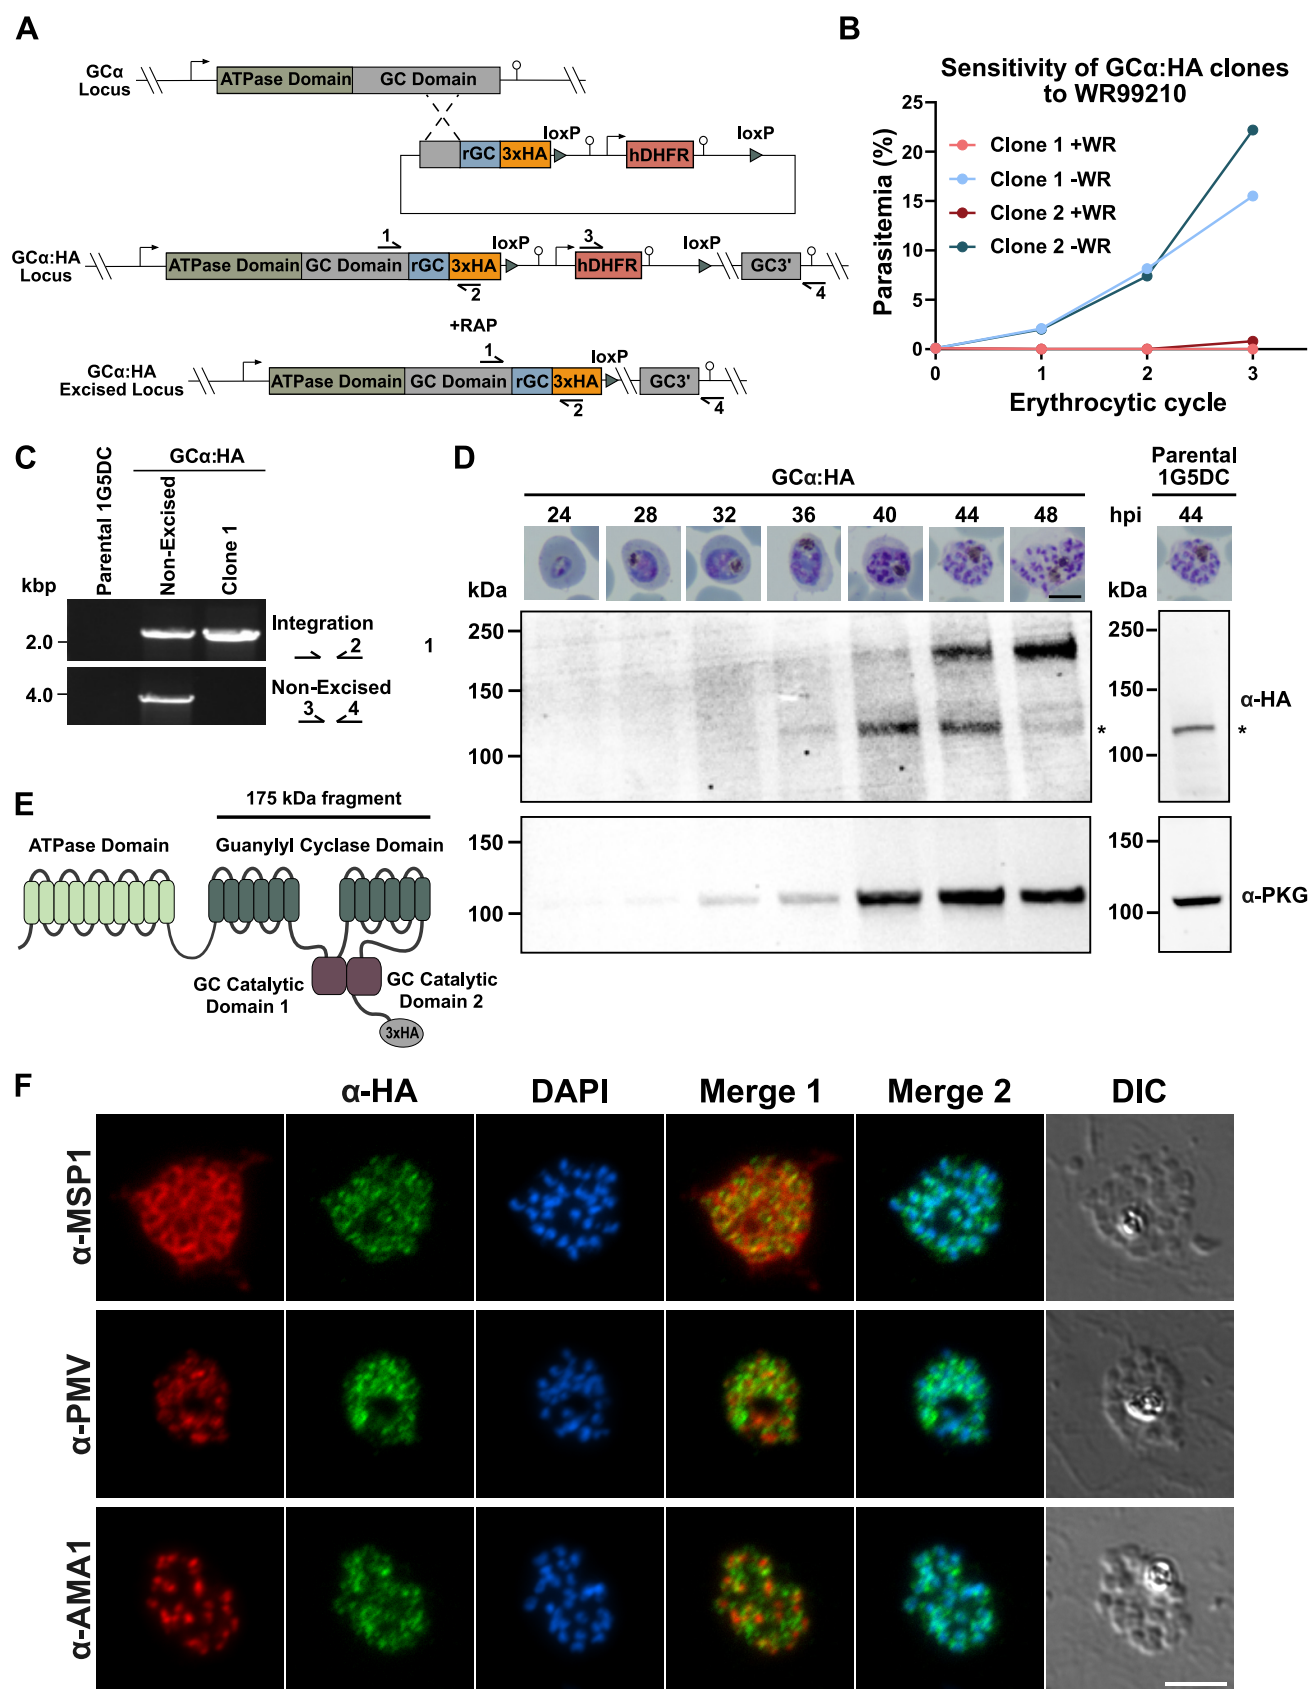 A
GCα
Locus
ATPase Domain
GC Domain
loxP
loxP
rGC
3xHA
hDHFR
GCα:HA
Locus
1
loxP
3
loxP
ATPase Domain
GC Domain
rGC
3xHA
hDHFR
GC3'
2
4
+RAP
GCα:HA
Excised Locus
1
loxP
ATPase Domain
GC Domain
rGC
3xHA
GC3'
2
4
B
Sensitivity of GCα:HA clones
to WR99210
Parasitemia (%)
25
20
15
10
5
0
Clone 1 +WR
Clone 1 -WR
Clone 2 +WR
Clone 2 -WR
0 1 2 3
Erythrocytic cycle
C
GCα:HA
Parental 1G5DC
Non-Excised
Clone 1
kbp
2.0
Integration
2
1
4.0
Non-Excised
3 4
D
GCα:HA
Parental
1G5DC
24 28 32 36 40 44 48 hpi 44
kDa
kDa
250
150
100
*
250
150
100
*
α-HA
150
100
150
100
α-PKG
E
175 kDa fragment
ATPase Domain
Guanylyl Cyclase Domain
GC Catalytic
Domain 1
GC Catalytic
Domain 2
3xHA
F
α-HA DAPI Merge 1 Merge 2 DIC
α-MSP1
α-PMV
α-AMA1